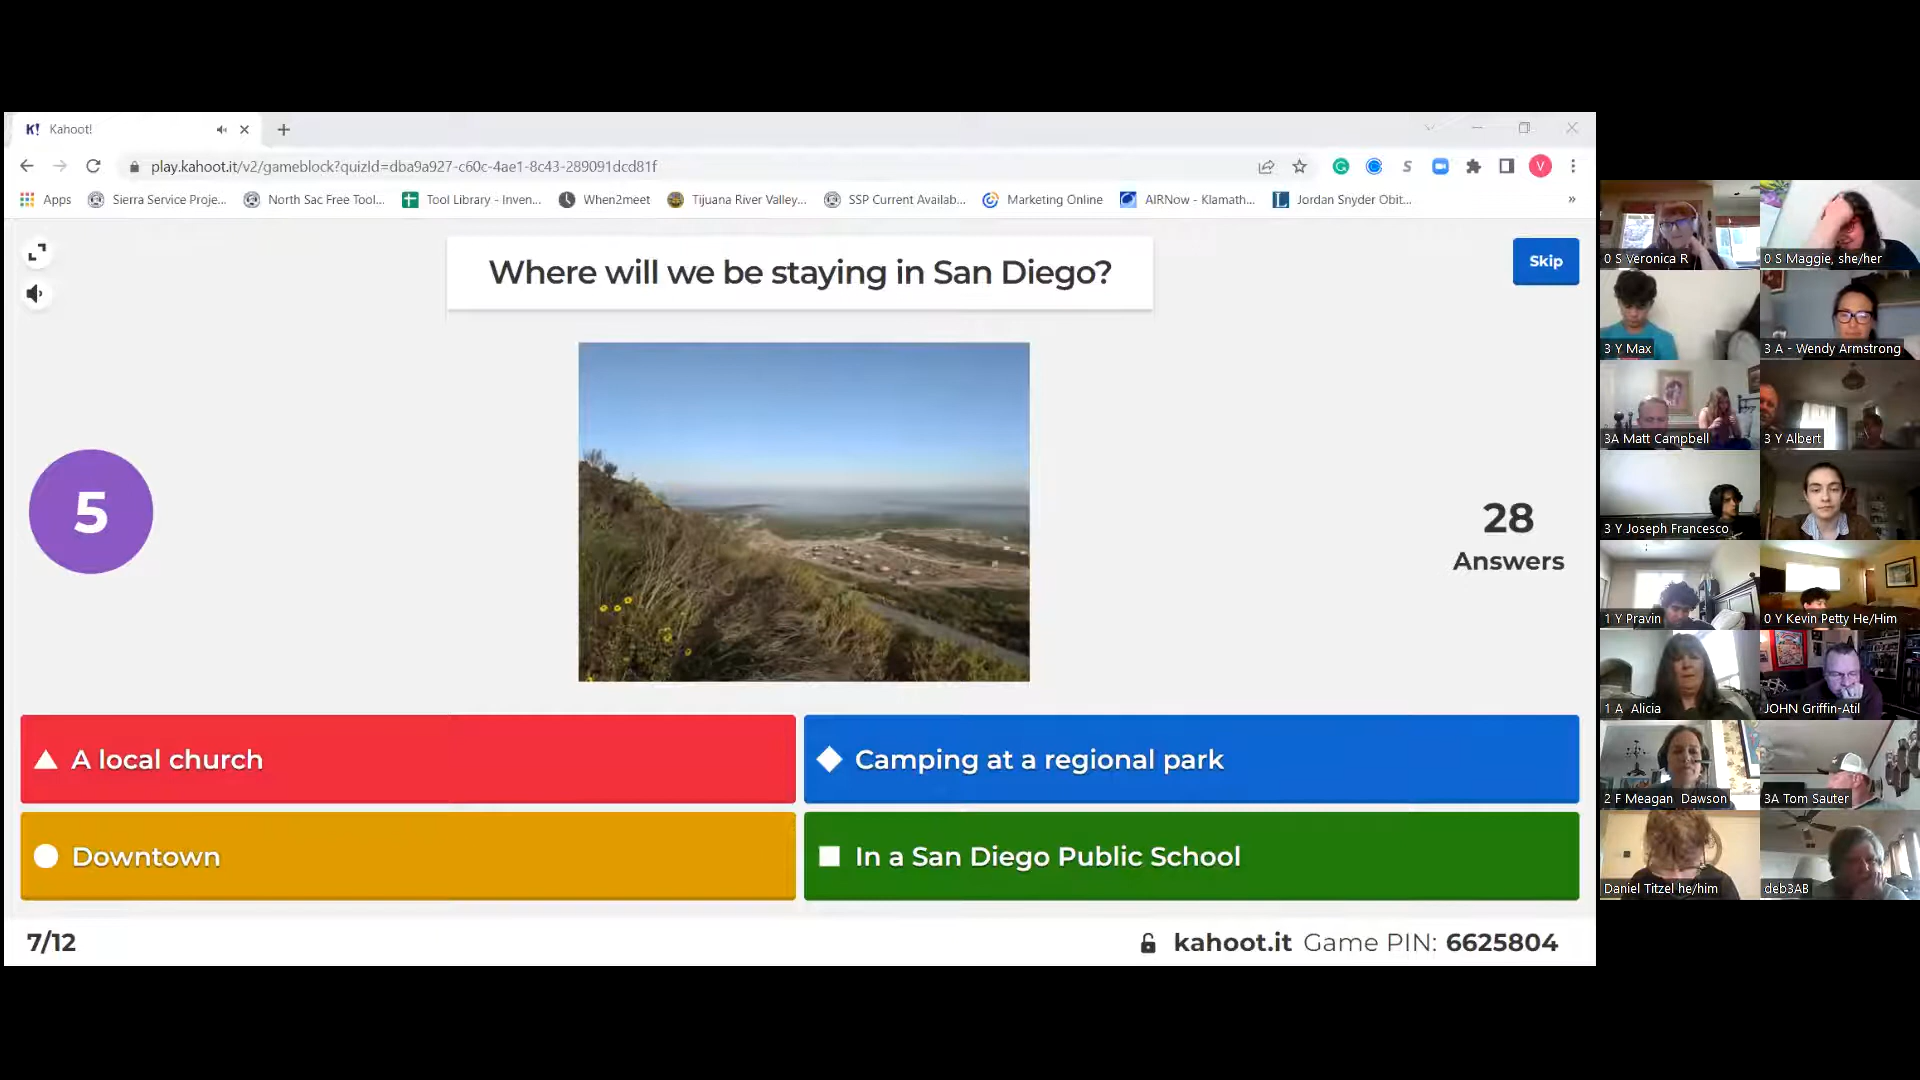 K! Kahoot!
play.kahoot.it/v2/gameblock?quizId=dba9a927-c60c-4ae1-8c43-289091dcd81f
V
Apps Sierra Service Proje... North Sac Free Tool... Tool Library - Inven... When2meet Tijuana River Valley... SSP Current Availab... Marketing Online AIRNow - Klamath... Jordan Snyder Obit... »
Where will we be staying in San Diego?
Skip
5
28
Answers
A local church
Camping at a regional park
Downtown
In a San Diego Public School
7/12
kahoot.it Game PIN: 6625804
0 S Veronica R
0 S Maggie, she/her
3 Y Max
3 A - Wendy Armstrong
3A Matt Campbell
3 Y Albert
3 Y Joseph Francesco
1 Y Pravin
0 Y Kevin Petty He/Him
1 A Alicia
JOHN Griffin-Atil
2 F Meagan Dawson
3A Tom Sauter
Daniel Titzel he/him
deb3AB